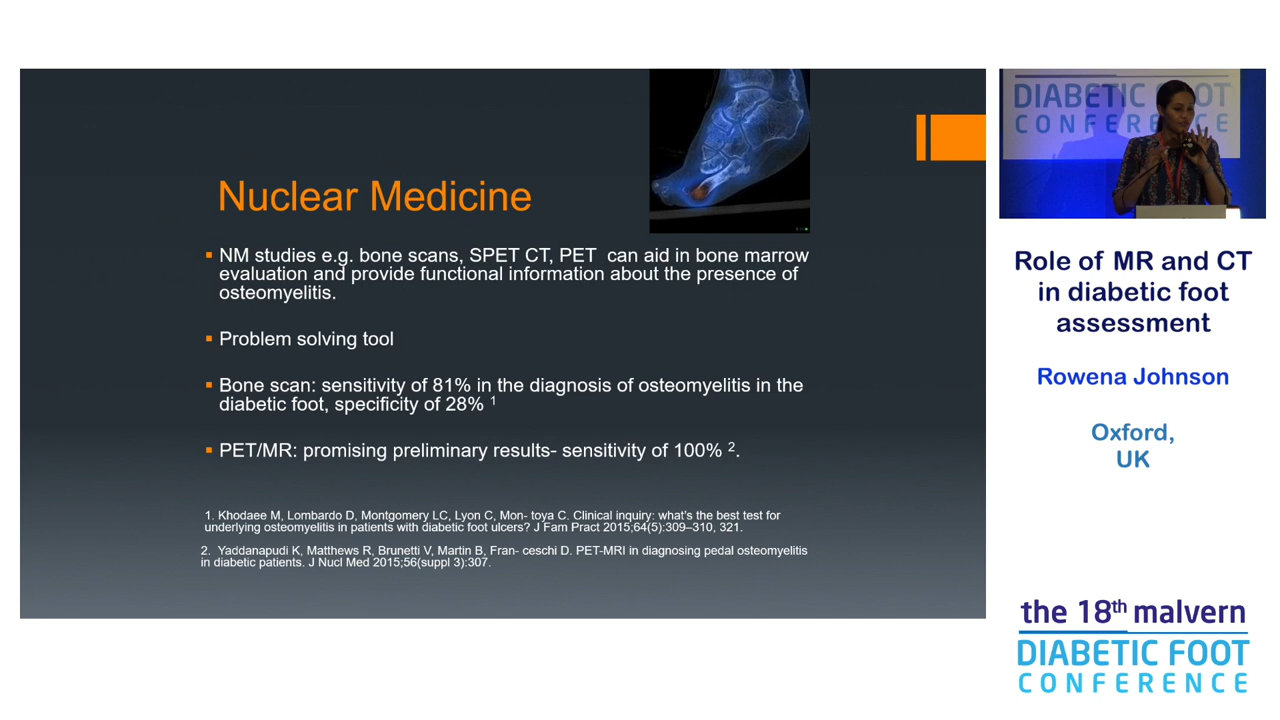 Nuclear Medicine
▪ NM studies e.g. bone scans, SPET CT, PET can aid in bone marrow
evaluation and provide functional information about the presence of
osteomyelitis.
▪ Problem solving tool
▪ Bone scan: sensitivity of 81% in the diagnosis of osteomyelitis in the
diabetic foot, specificity of 28% 1
▪ PET/MR: promising preliminary results- sensitivity of 100% 2.
1. Khodaee M, Lombardo D, Montgomery LC, Lyon C, Mon- toya C. Clinical inquiry: what's the best test for
underlying osteomyelitis in patients with diabetic foot ulcers? J Fam Pract 2015;64(5):309–310, 321.
2. Yaddanapudi K, Matthews R, Brunetti V, Martin B, Fran- ceschi D. PET-MRI in diagnosing pedal osteomyelitis
in diabetic patients. J Nucl Med 2015;56(suppl 3):307.
DIABETIC FOOT
CONFERE
Role of MR and CT
in diabetic foot
assessment
Rowena Johnson
Oxford,
UK
the 18th malvern
DIABETIC FOOT
CONFERENCE